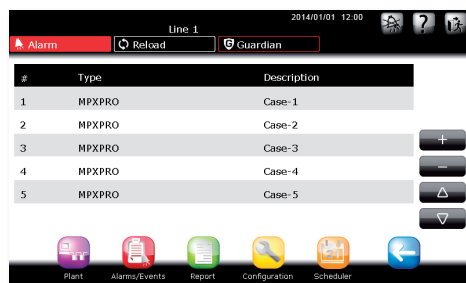 2014/01/01 12:00
Line 1
?
Alarm
Reload
Guardian
# Type Description
1 MPXPRO Case-1
2 MPXPRO Case-2
3 MPXPRO Case-3
4 MPXPRO Case-4
5 MPXPRO Case-5
+
−
Plant Alarms/Events Report Configuration Scheduler